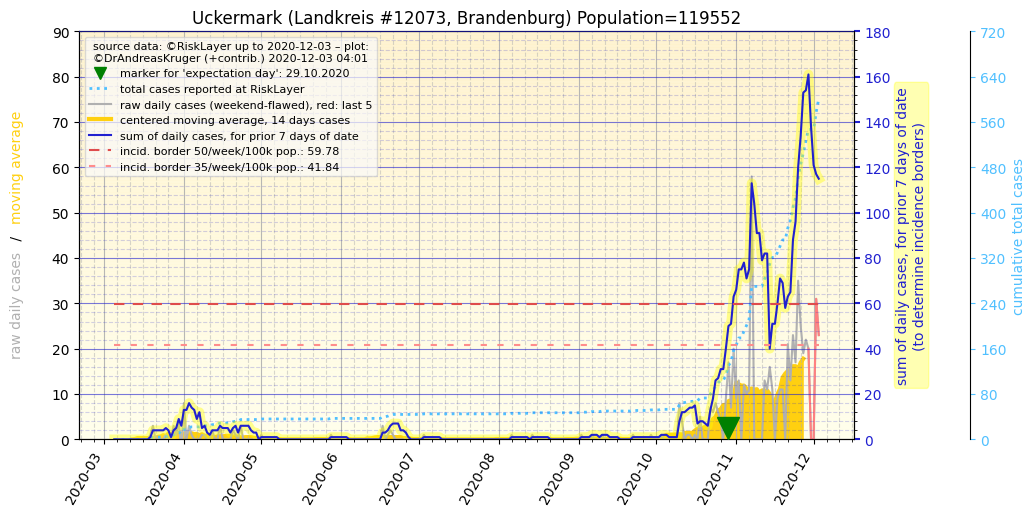 Uckermark (Landkreis #12073, Brandenburg) Population=119552
source data: ©RiskLayer up to 2020-12-03 – plot:
©DrAndreasKruger (+contrib.) 2020-12-03 04:01
marker for 'expectation day': 29.10.2020
total cases reported at RiskLayer
raw daily cases (weekend-flawed), red: last 5
centered moving average, 14 days cases
sum of daily cases, for prior 7 days of date
incid. border 50/week/100k pop.: 59.78
incid. border 35/week/100k pop.: 41.84
raw daily cases / moving average
90
80
70
60
50
40
30
20
10
0
180
160
140
120
100
80
60
40
20
0
sum of daily cases, for prior 7 days of date
(to determine incidence borders)
720
640
560
480
400
320
240
160
80
0
cumulative total cases
2020-03
2020-04
2020-05
2020-06
2020-07
2020-08
2020-09
2020-10
2020-11
2020-12